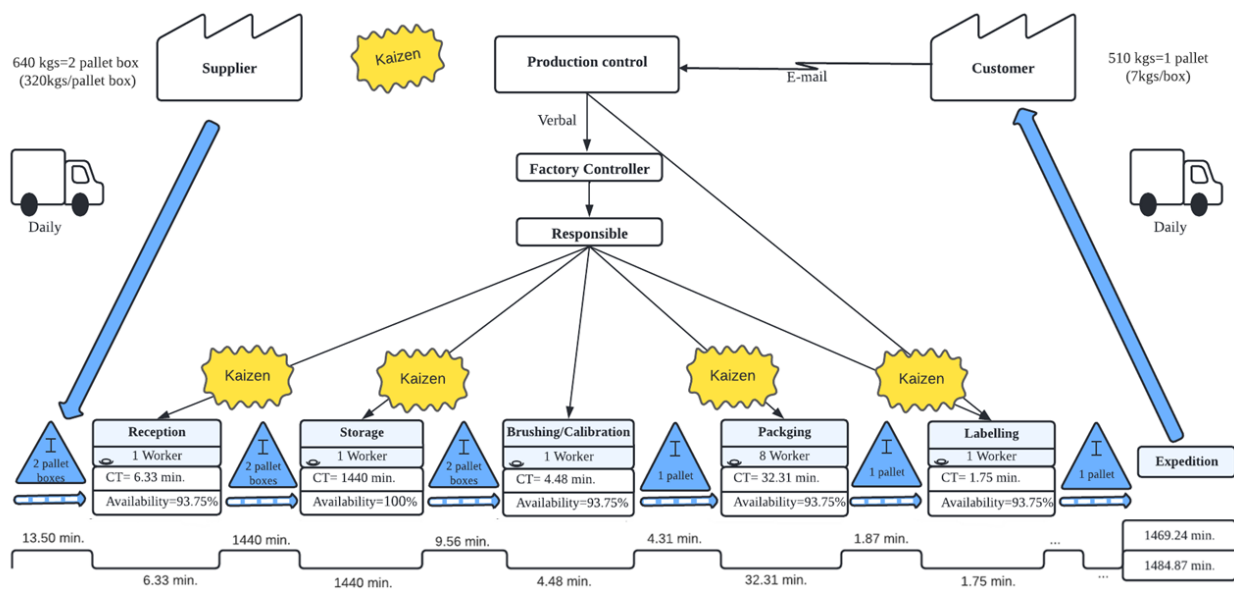 640 kgs=2 pallet box
(320kgs/pallet box)
Supplier
Kaizen
Production control
E-mail
Customer
510 kgs=1 pallet
(7kgs/box)
Verbal
Factory Controller
Daily
Daily
Responsible
Kaizen
Kaizen
Kaizen
Kaizen
I
2 pallet
boxes
Reception
1 Worker
CT= 6.33 min.
Availability=93.75%
I
2 pallet
boxes
Storage
1 Worker
CT= 1440 min.
Availability=100%
I
2 pallet
boxes
Brushing/Calibration
1 Worker
CT= 4.48 min.
Availability=93.75%
I
1 pallet
Packging
8 Worker
CT= 32.31 min.
Availability=93.75%
I
1 pallet
Labelling
1 Worker
CT= 1.75 min.
Availability=93.75%
I
1 pallet
Expedition
13.50 min.
1440 min.
9.56 min.
4.31 min.
1.87 min.
...
1469.24 min.
6.33 min.
1440 min.
4.48 min.
32.31 min.
1.75 min.
...
1484.87 min.